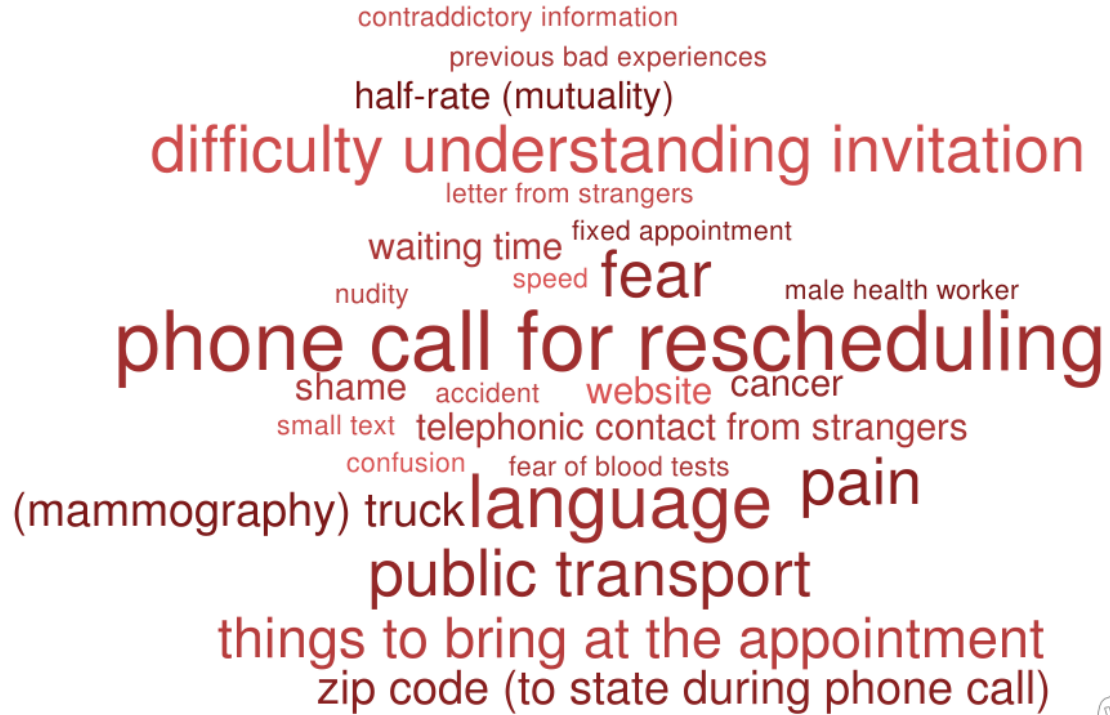 contraddictory information
previous bad experiences
half-rate (mutuality)
difficulty understanding invitation
letter from strangers
fixed appointment
waiting time
speed
fear
nudity
male health worker
phone call for rescheduling
shame
accident
website
cancer
small text
telephonic contact from strangers
confusion
fear of blood tests
pain
(mammography) truck
language
public transport
things to bring at the appointment
zip code (to state during phone call)